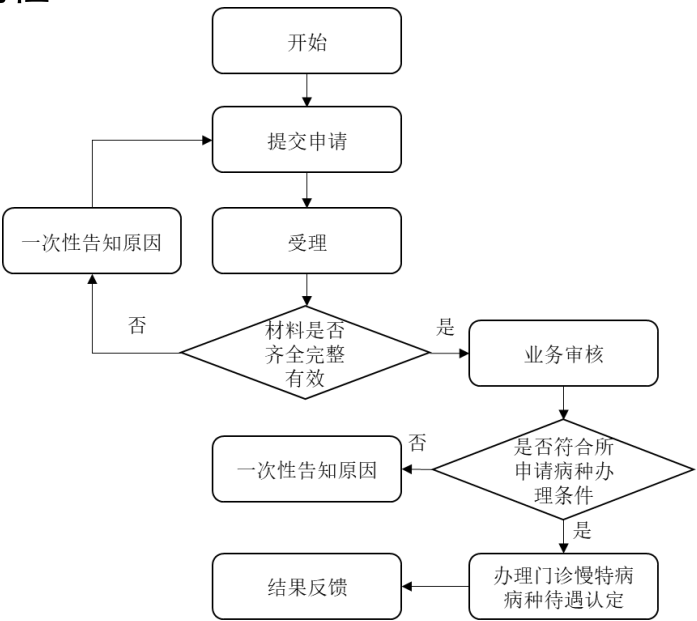 开始
提交申请
一次性告知原因
受理
否
材料是否
齐全完整
有效
是
业务审核
一次性告知原因
否
是否符合所
申请病种办
理条件
是
结果反馈
办理门诊慢特病
病种待遇认定